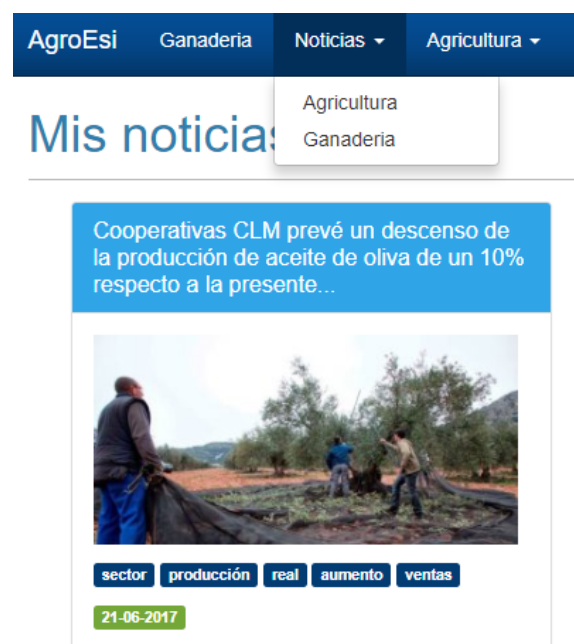 AgroEsi Ganaderia Noticias Agricultura
Agricultura
Ganaderia
Mis noticias
Cooperativas CLM prevé un descenso de
la producción de aceite de oliva de un 10%
respecto a la presente...
sector producción real aumento ventas
21-06-2017